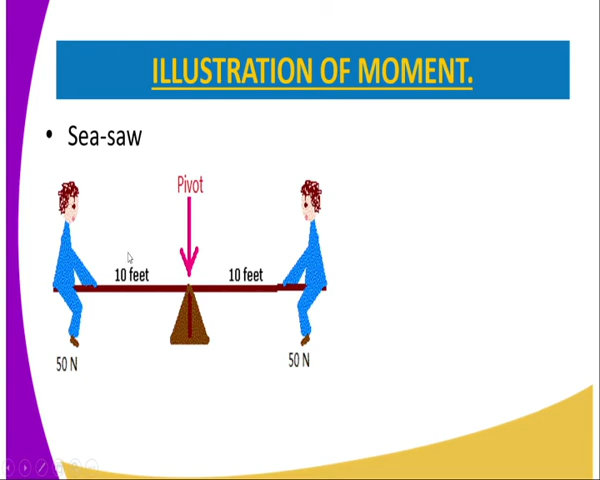 ILLUSTRATION OF MOMENT.
• Sea-saw
Pivot
10 feet 10 feet
50 N 50 N